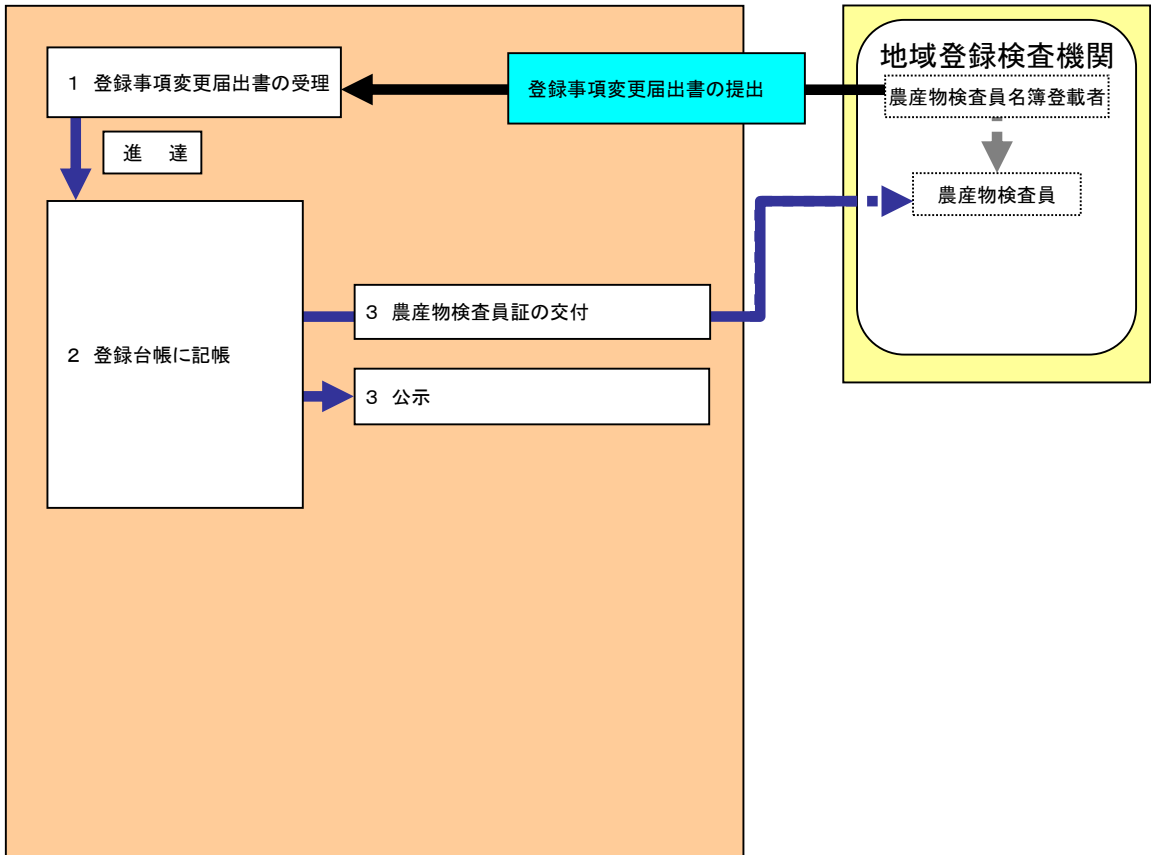 地域登録検査機関
1 登録事項変更届出書の受理
登録事項変更届出書の提出
農産物検査員名簿登載者
進 達
農産物検査員
2 登録台帳に記帳
3 農産物検査員証の交付
3 公示